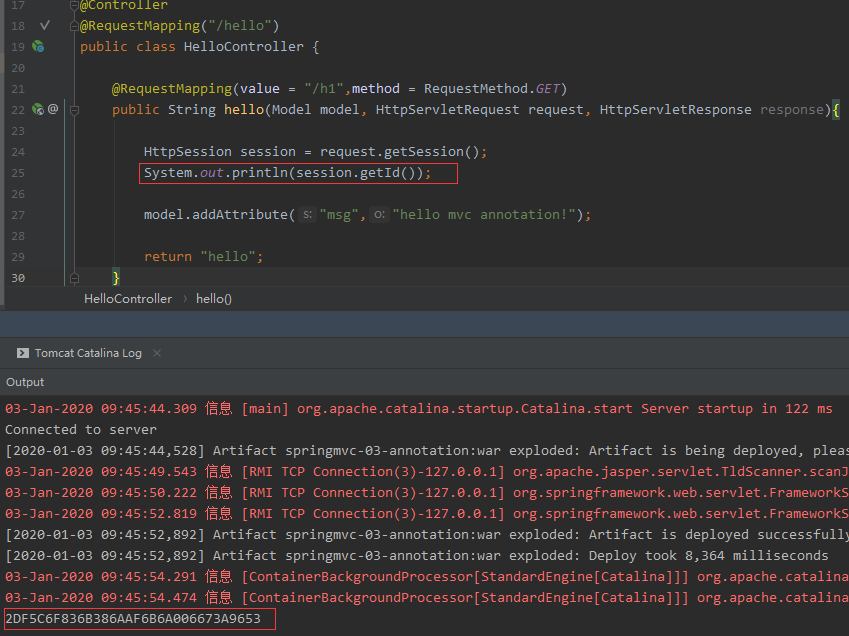 17 @Controller
18 @RequestMapping("/hello")
19 public class HelloController {
20
21 @RequestMapping(value = "/h1",method = RequestMethod.GET)
22 @ public String hello(Model model, HttpServletRequest request, HttpServletResponse response){
23
24 HttpSession session = request.getSession();
25 System.out.println(session.getId());
26
27 model.addAttribute( s: "msg", o: "hello mvc annotation!");
28
29 return "hello";
30 }
HelloController › hello()
Tomcat Catalina Log ×
Output
03-Jan-2020 09:45:44.309 信息 [main] org.apache.catalina.startup.Catalina.start Server startup in 122 ms
Connected to server
[2020-01-03 09:45:44,528] Artifact springmvc-03-annotation:war exploded: Artifact is being deployed, pleas
03-Jan-2020 09:45:49.543 信息 [RMI TCP Connection(3)-127.0.0.1] org.apache.jasper.servlet.TldScanner.scanJ
03-Jan-2020 09:45:50.222 信息 [RMI TCP Connection(3)-127.0.0.1] org.springframework.web.servlet.FrameworkS
03-Jan-2020 09:45:52.819 信息 [RMI TCP Connection(3)-127.0.0.1] org.springframework.web.servlet.FrameworkS
[2020-01-03 09:45:52,892] Artifact springmvc-03-annotation:war exploded: Artifact is deployed successfully
[2020-01-03 09:45:52,892] Artifact springmvc-03-annotation:war exploded: Deploy took 8,364 milliseconds
03-Jan-2020 09:45:54.291 信息 [ContainerBackgroundProcessor[StandardEngine[Catalina]]] org.apache.catalina
03-Jan-2020 09:45:54.474 信息 [ContainerBackgroundProcessor[StandardEngine[Catalina]]] org.apache.catalina
2DF5C6F836B386AAF6B6A006673A9653